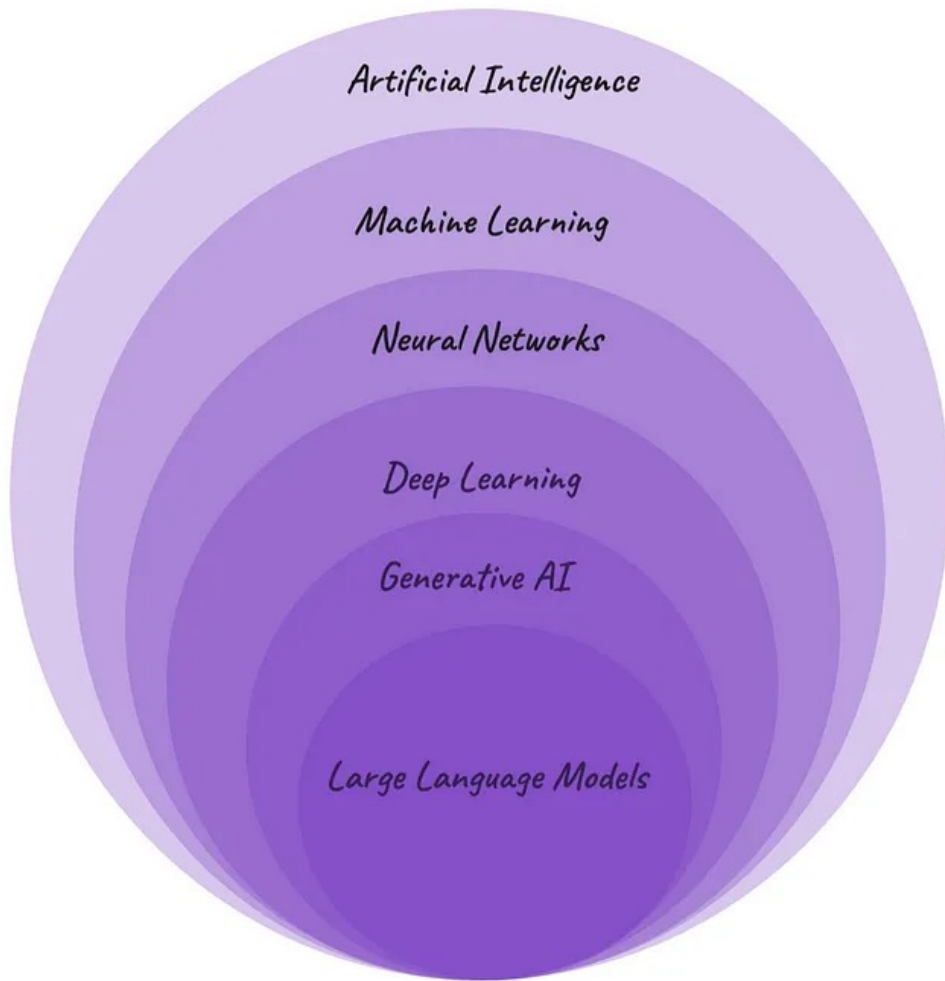 Artificial Intelligence
Machine Learning
Neural Networks
Deep Learning
Generative AI
Large Language Models